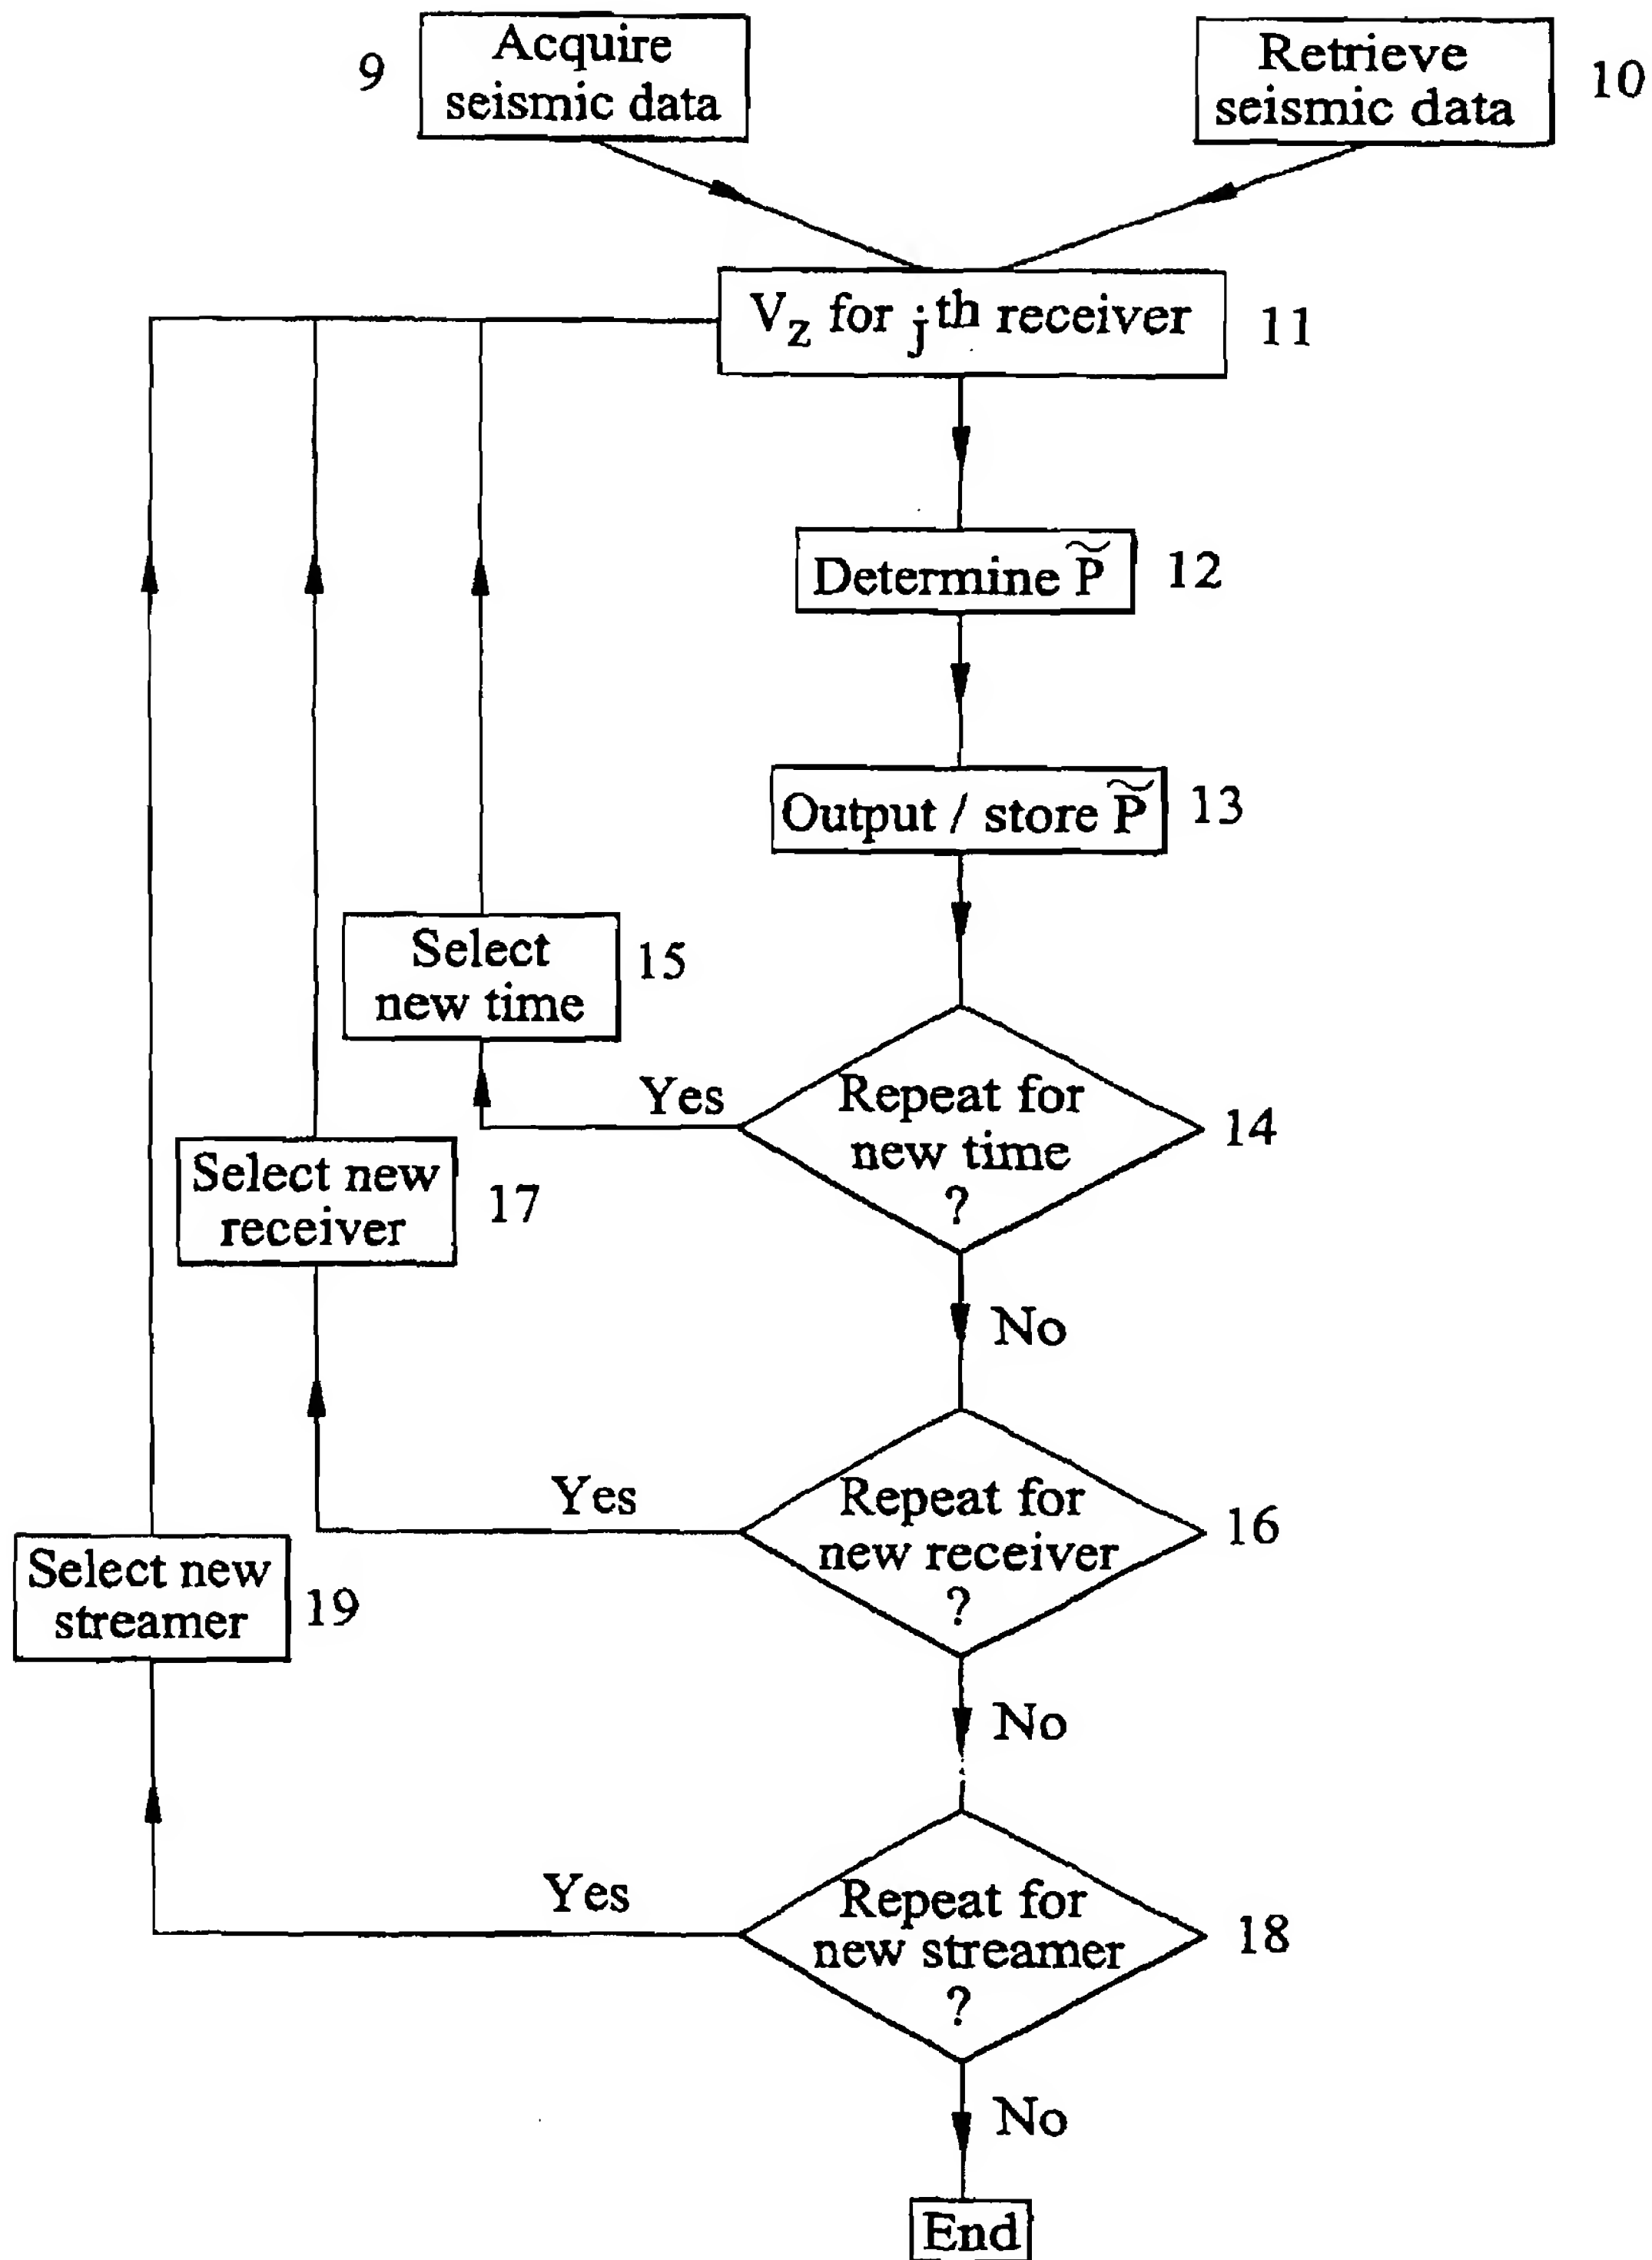 9
Acquire
seismic data
Retrieve
seismic data
10
V_z for j^th receiver
11
Determine P̃
12
Output / store P̃
13
Select
new time
15
Yes
Repeat for
new time
?
14
Select new
receiver
17
No
Yes
Repeat for
new receiver
?
16
Select new
streamer
19
No
Yes
Repeat for
new streamer
?
18
No
End